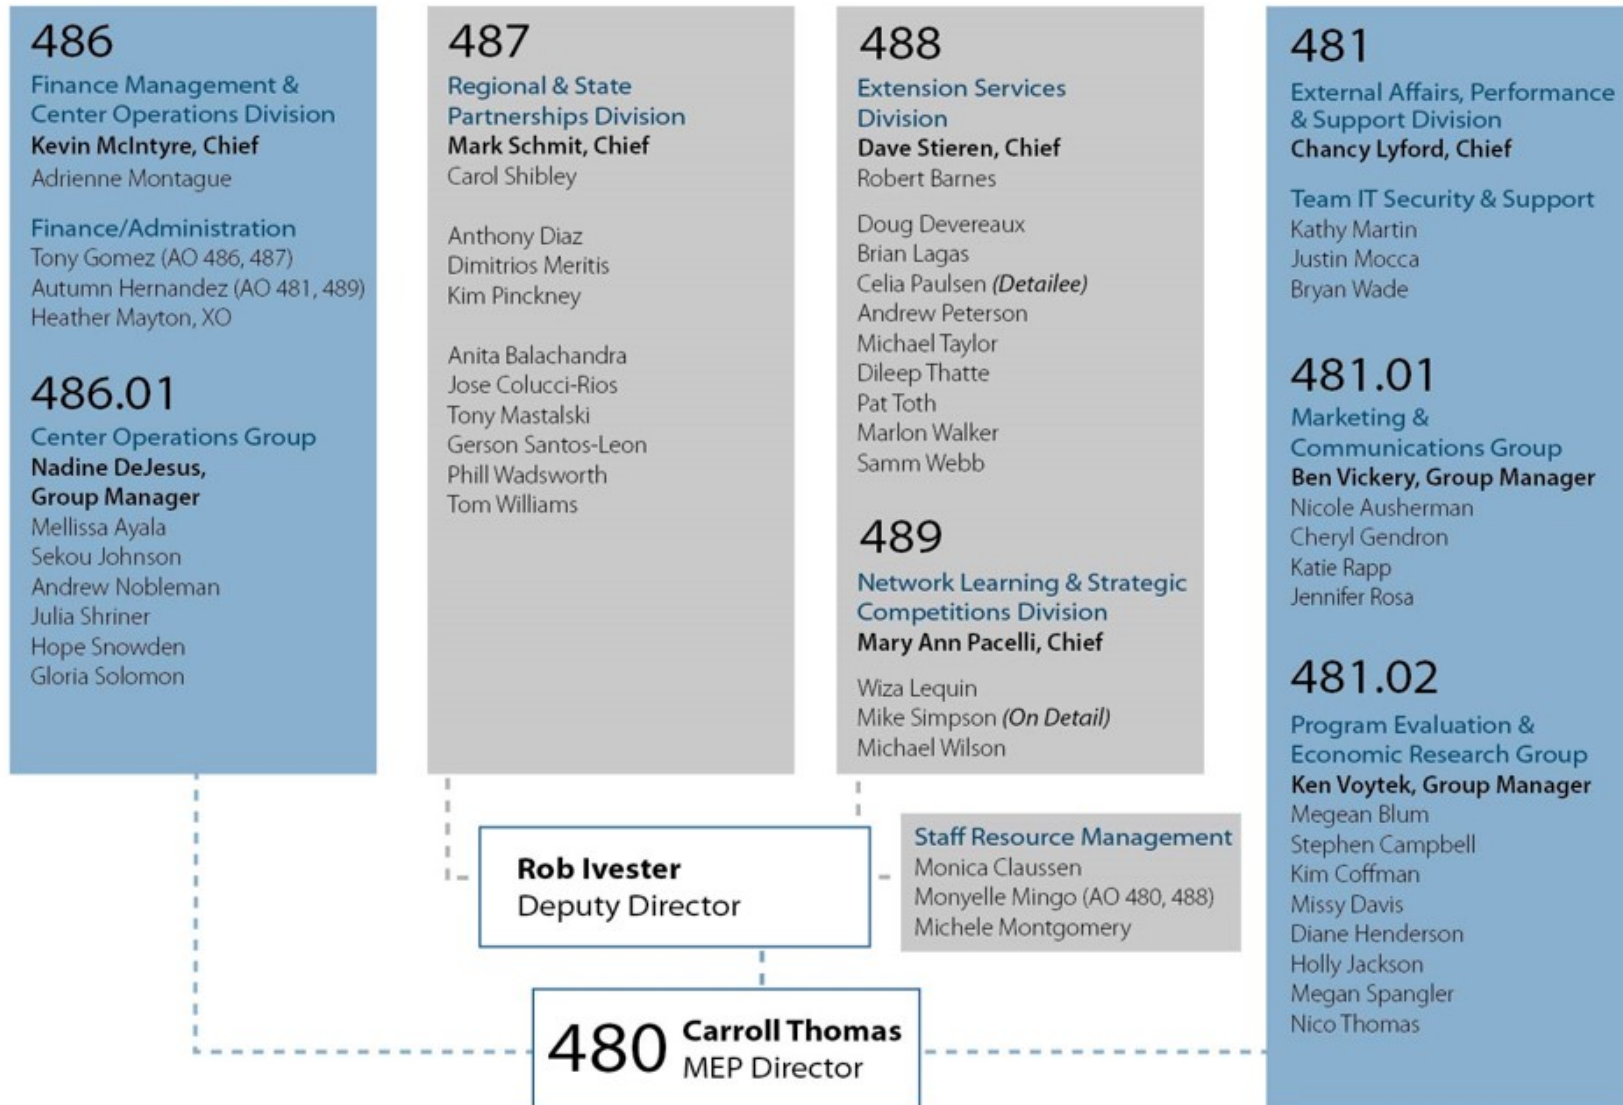 486
Finance Management &
Center Operations Division
Kevin McIntyre, Chief
Adrienne Montague
Finance/Administration
Tony Gomez (AO 486, 487)
Autumn Hernandez (AO 481, 489)
Heather Mayton, XO
486.01
Center Operations Group
Nadine DeJesus,
Group Manager
Mellissa Ayala
Sekou Johnson
Andrew Nobleman
Julia Shriner
Hope Snowden
Gloria Solomon
487
Regional & State
Partnerships Division
Mark Schmit, Chief
Carol Shibley
Anthony Diaz
Dimitrios Meritis
Kim Pinckney
Anita Balachandra
Jose Colucci-Rios
Tony Mastalski
Gerson Santos-Leon
Phill Wadsworth
Tom Williams
488
Extension Services
Division
Dave Stieren, Chief
Robert Barnes
Doug Devereaux
Brian Lagas
Celia Paulsen (Detailee)
Andrew Peterson
Michael Taylor
Dileep Thatte
Pat Toth
Marlon Walker
Samm Webb
489
Network Learning & Strategic
Competitions Division
Mary Ann Pacelli, Chief
Wiza Lequin
Mike Simpson (On Detail)
Michael Wilson
481
External Affairs, Performance
& Support Division
Chancy Lyford, Chief
Team IT Security & Support
Kathy Martin
Justin Mocca
Bryan Wade
481.01
Marketing &
Communications Group
Ben Vickery, Group Manager
Nicole Ausherman
Cheryl Gendron
Katie Rapp
Jennifer Rosa
481.02
Program Evaluation &
Economic Research Group
Ken Voytek, Group Manager
Megean Blum
Stephen Campbell
Kim Coffman
Missy Davis
Diane Henderson
Holly Jackson
Megan Spangler
Nico Thomas
Rob Ivester
Deputy Director
Staff Resource Management
Monica Claussen
Monyelle Mingo (AO 480, 488)
Michele Montgomery
480 Carroll Thomas
MEP Director